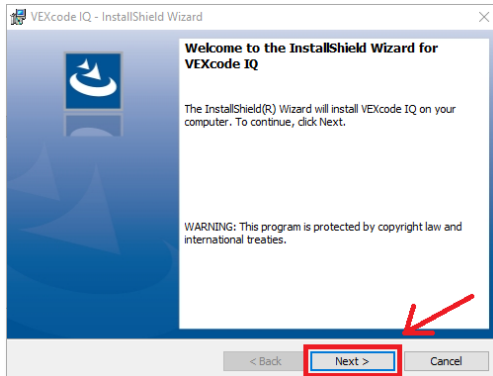 VEXcode IQ - InstallShield Wizard
Welcome to the InstallShield Wizard for
VEXcode IQ
The InstallShield(R) Wizard will install VEXcode IQ on your
computer. To continue, click Next.
WARNING: This program is protected by copyright law and
international treaties.
< Back Next > Cancel